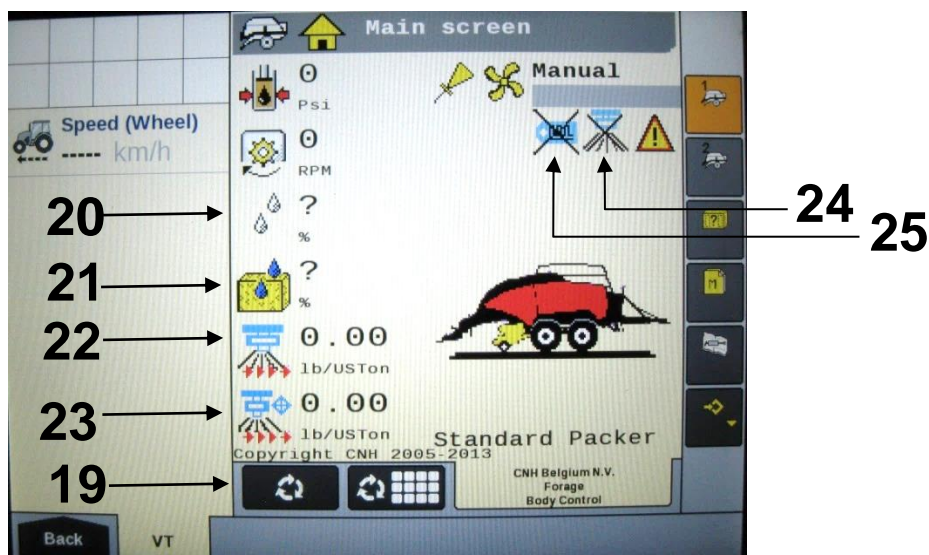 Main screen
0
Psi
Manual
1
Speed (Wheel)
----- km/h
0
RPM
2
20
?
%
24
25
?
21
?
%
M
22
0.00
lb/USTon
23
0.00
lb/USTon
Standard Packer
Copyright CNH 2005-2013
19
CNH Belgium N.V.
Forage
Body Control
Back
VT